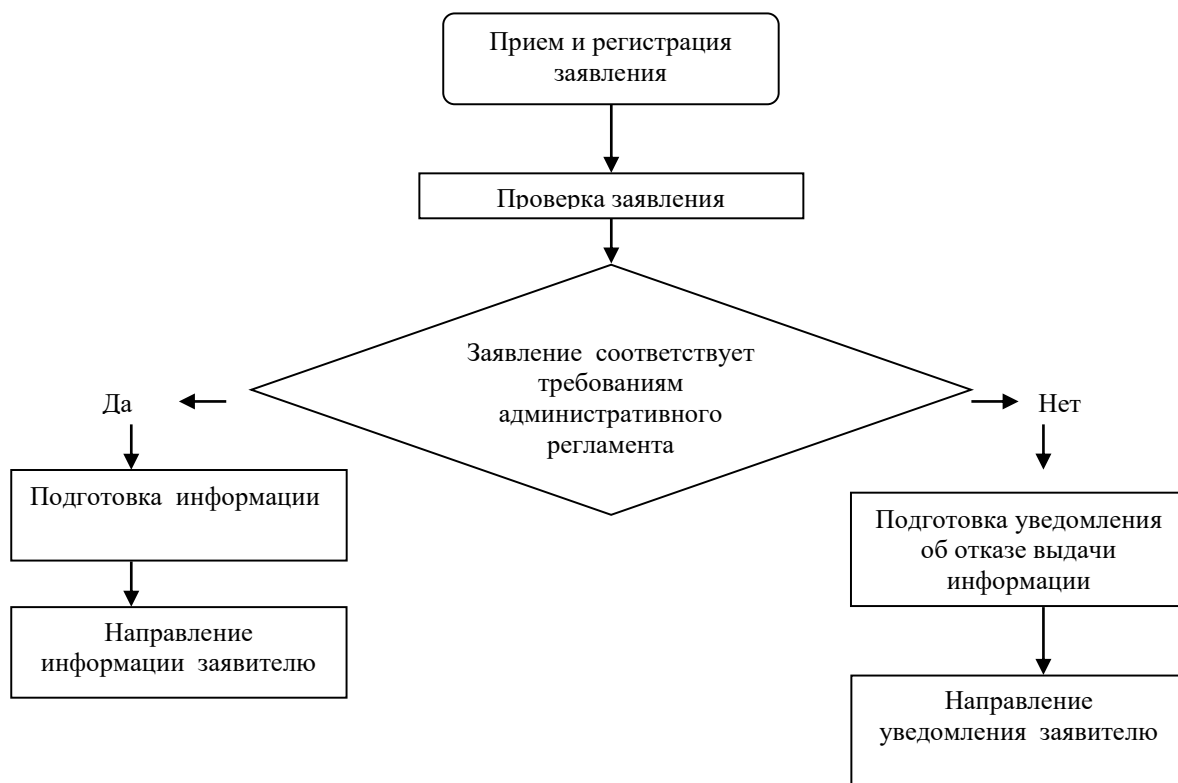 Прием и регистрация
заявления
Проверка заявления
Заявление соответствует
требованиям
административного
регламента
Да
Нет
Подготовка информации
Подготовка уведомления
об отказе выдачи
информации
Направление
информации заявителю
Направление
уведомления заявителю